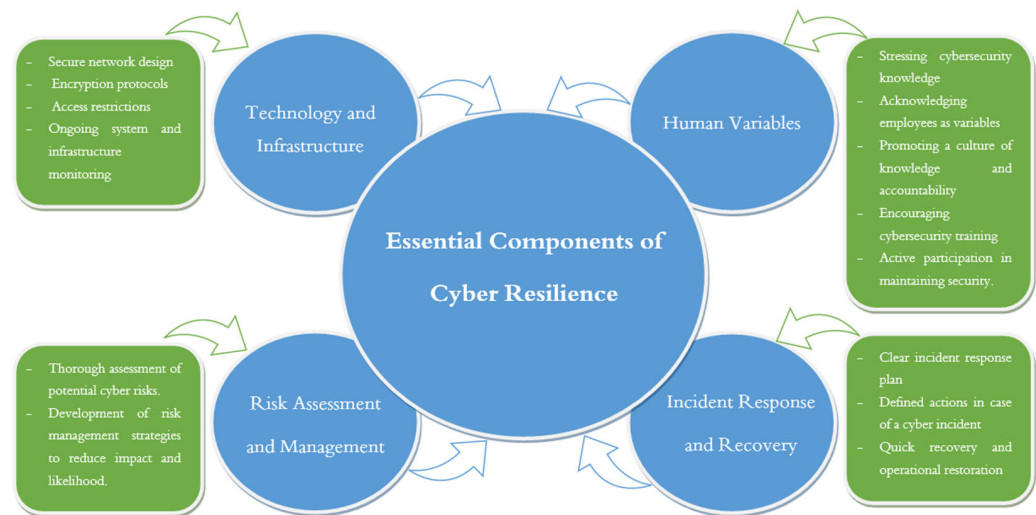 - Secure network design
- Encryption protocols
- Access restrictions
- Ongoing system and
infrastructure
monitoring
Technology and
Infrastructure
Human Variables
- Stressing cybersecurity
knowledge
- Acknowledging
employees as variables
- Promoting a culture of
knowledge and
accountability
- Encouraging
cybersecurity training
- Active participation in
maintaining security.
Essential Components of
Cyber Resilience
- Thorough assessment of
potential cyber risks.
- Development of risk
management strategies
to reduce impact and
likelihood.
Risk Assessment
and Management
Incident Response
and Recovery
- Clear incident response
plan
- Defined actions in case
of a cyber incident
- Quick recovery and
operational restoration